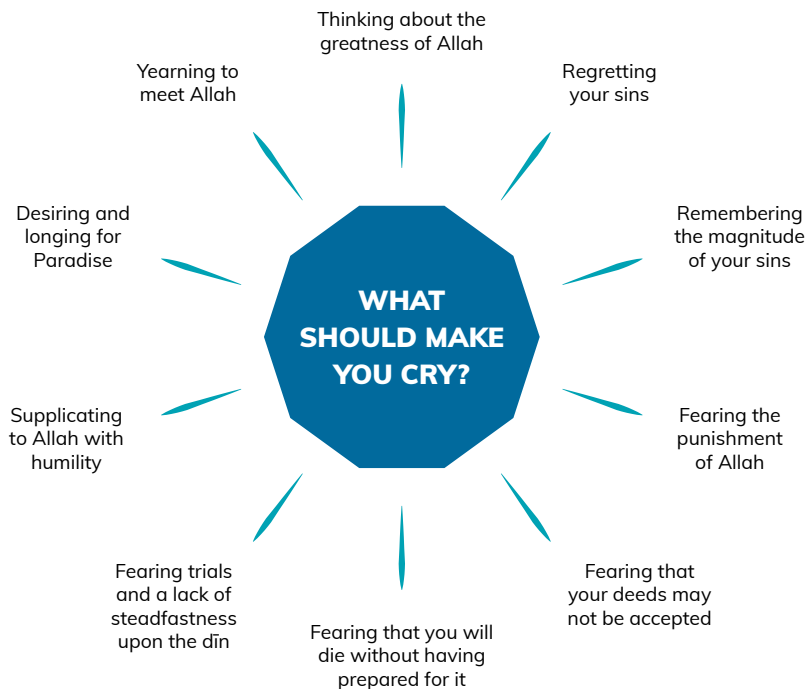 Thinking about the
greatness of Allah
Regretting
your sins
Remembering
the magnitude
of your sins
Fearing the
punishment
of Allah
Fearing that
your deeds may
not be accepted
Fearing that you will
die without having
prepared for it
Fearing trials
and a lack of
steadfastness
upon the dīn
Supplicating
to Allah with
humility
Desiring and
longing for
Paradise
Yearning to
meet Allah
WHAT
SHOULD MAKE
YOU CRY?